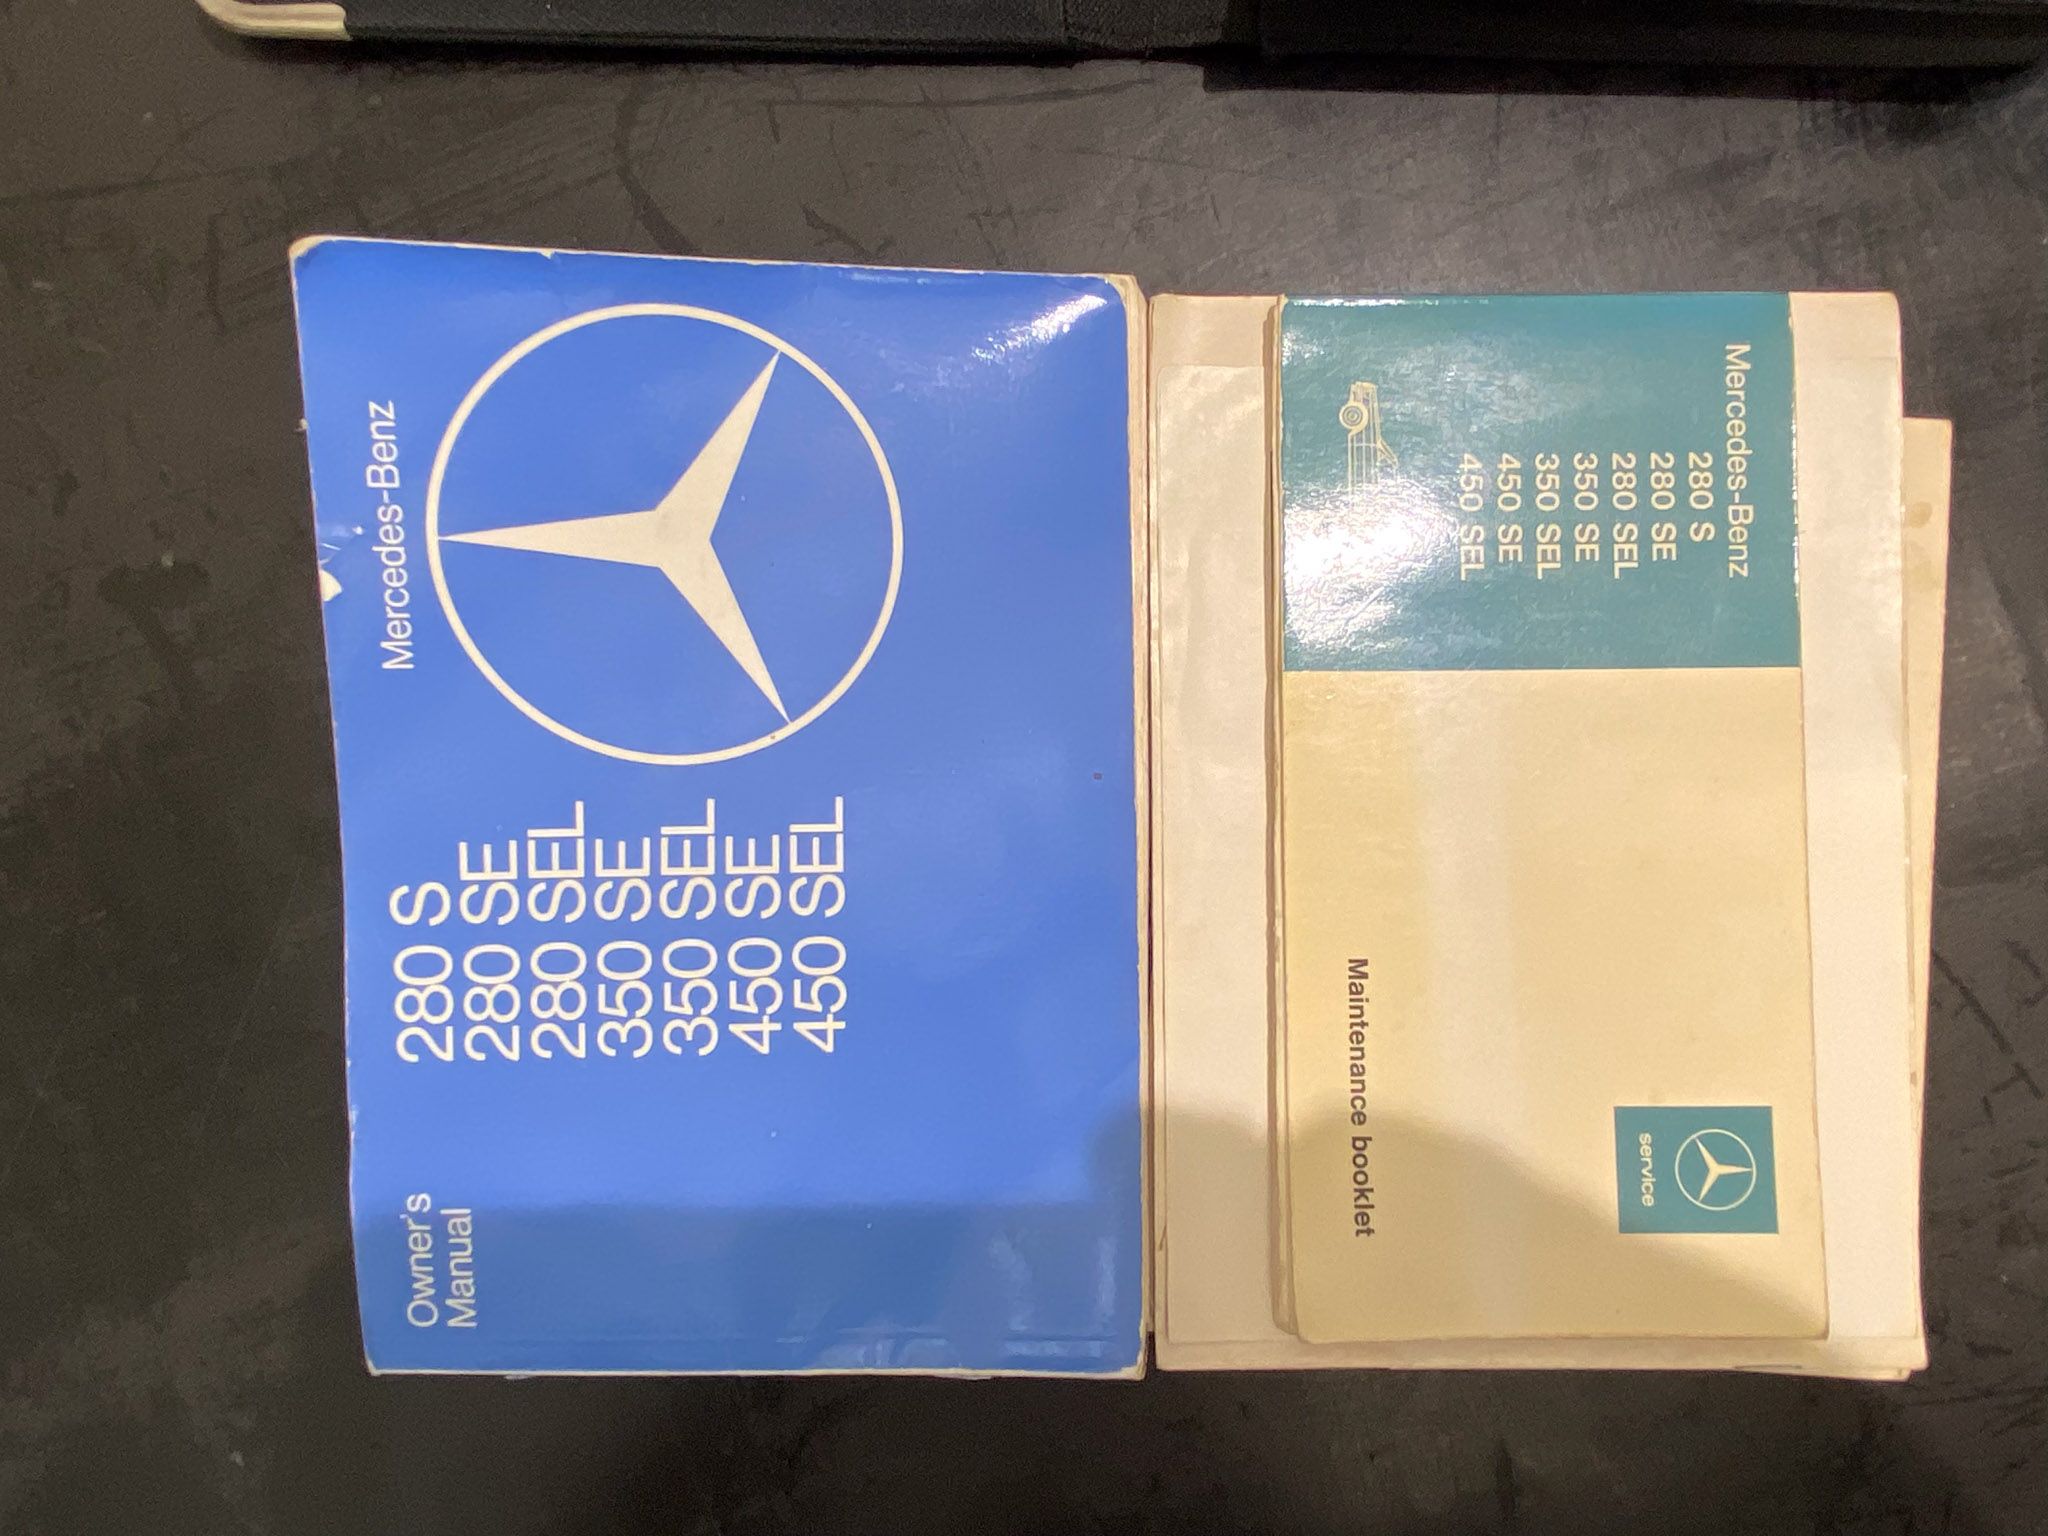 Mercedes-Benz
280 S
280 SE
280 SEL
350 SE
350 SEL
450 SE
450 SEL
Owner's
Manual
Mercedes-Benz
280 S
280 SE
280 SEL
350 SE
350 SEL
450 SE
450 SEL
Maintenance booklet
service